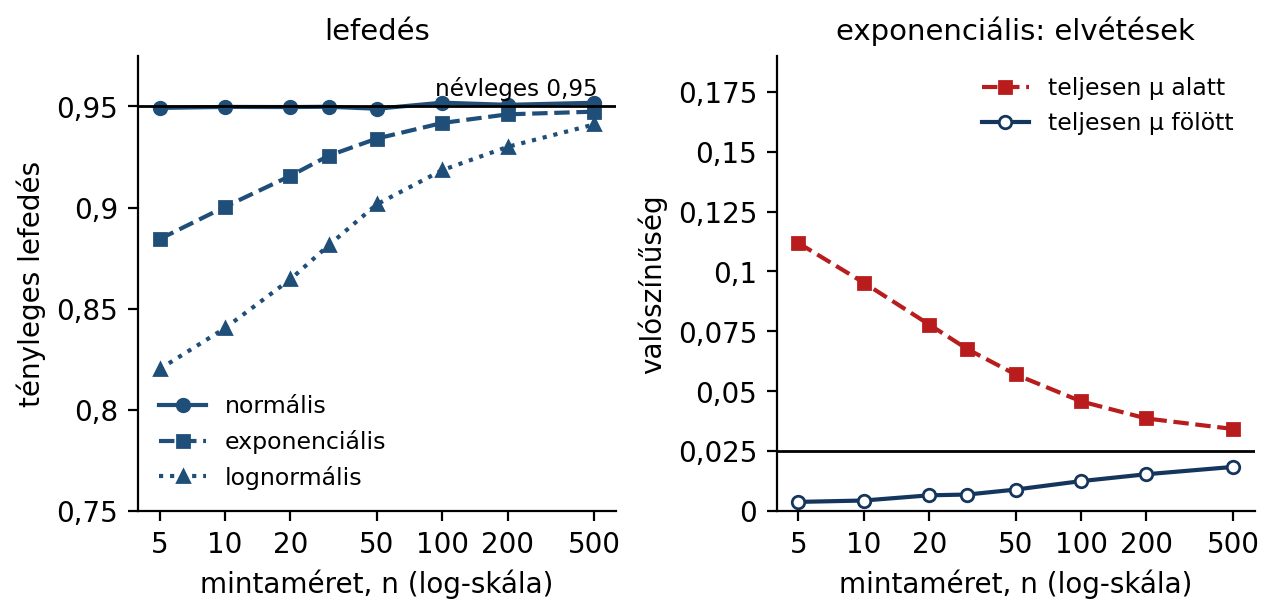 lefedés
névleges 0,95
0,95
0,9
0,85
0,8
0,75
tényleges lefedés
normális
exponenciális
lognormális
5 10 20 50 100 200 500
mintaméret, n (log-skála)
exponenciális: elvétések
teljesen μ alatt
teljesen μ fölött
0,175
0,15
0,125
0,1
0,075
0,05
0,025
0
valószínűség
5 10 20 50 100 200 500
mintaméret, n (log-skála)